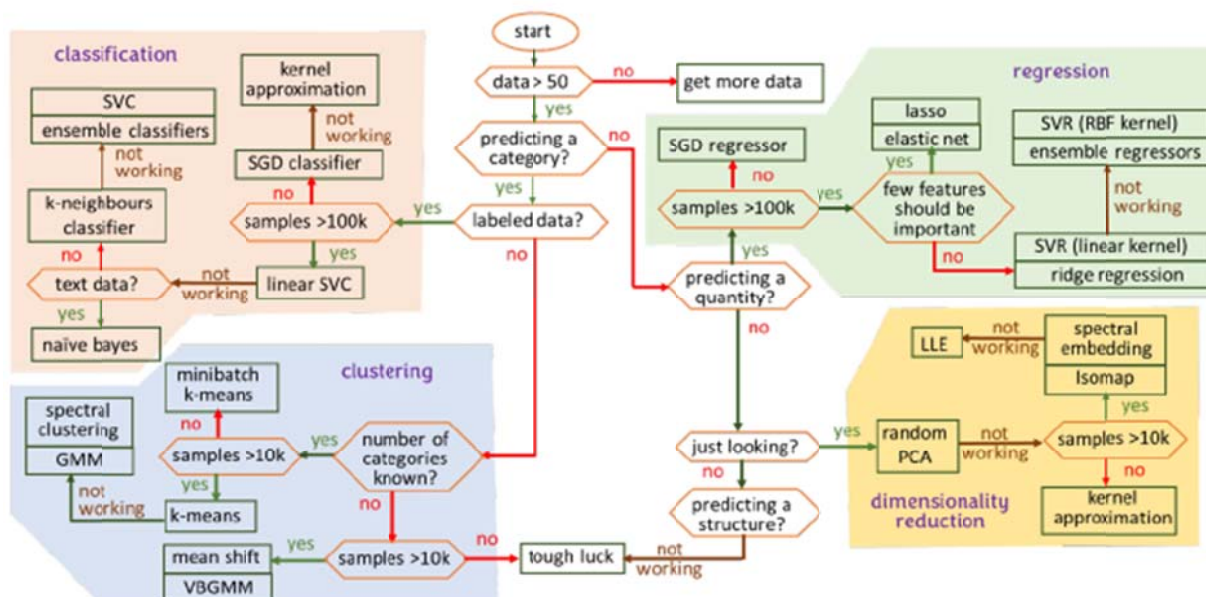 start
data> 50
no
get more data
yes
predicting a
category?
no
yes
labeled data?
yes
no
classification
kernel
approximation
not
working
SGD classifier
no
samples >100k
yes
linear SVC
not
working
text data?
yes
naïve bayes
no
k-neighbours
classifier
not
working
SVC
ensemble classifiers
regression
SGD regressor
no
samples >100k
yes
lasso
elastic net
yes
few features
should be
important
no
SVR (RBF kernel)
ensemble regressors
not
working
SVR (linear kernel)
ridge regression
yes
predicting a
quantity?
no
clustering
minibatch
k-means
no
spectral
clustering
GMM
samples >10k
yes
number of
categories
known?
yes
k-means
not
working
no
samples >10k
yes
mean shift
VBGMM
no
tough luck
just looking?
yes
no
predicting a
structure?
not
working
dimensionality
reduction
random
PCA
not
working
samples >10k
yes
spectral
embedding
Isomap
not
working
LLE
no
kernel
approximation